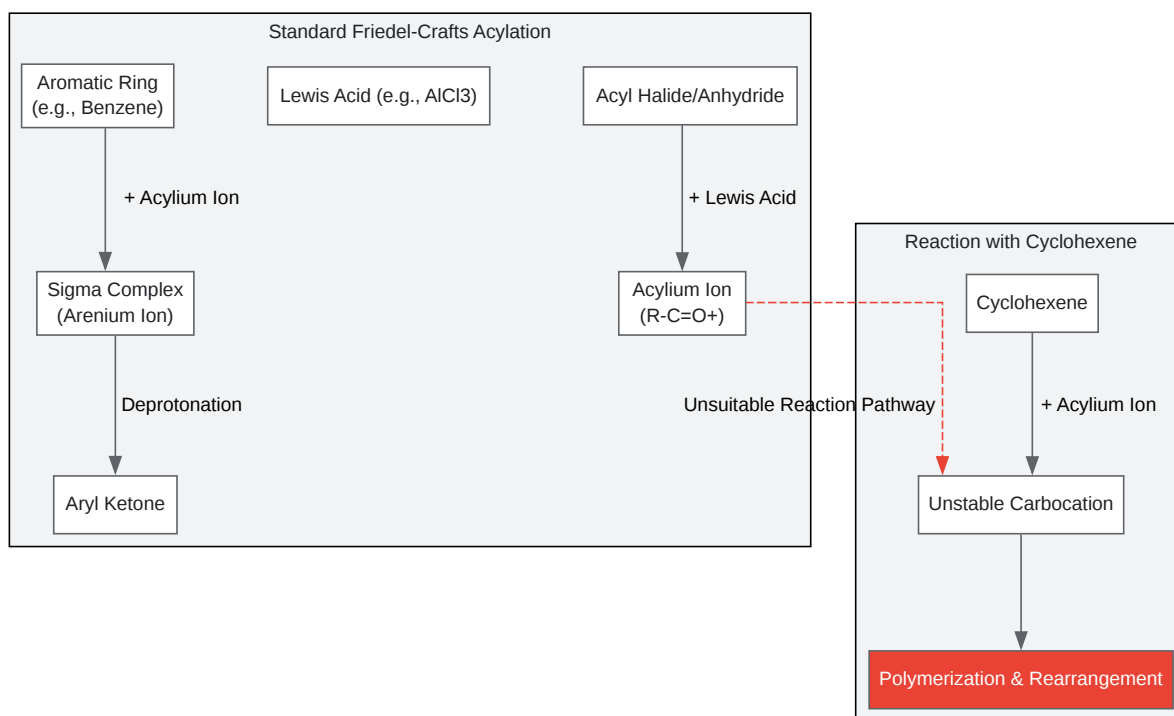 Standard Friedel-Crafts Acylation
Aromatic Ring
(e.g., Benzene)
Lewis Acid (e.g., AlCl3)
Acyl Halide/Anhydride
+ Acylium Ion
+ Lewis Acid
Sigma Complex
(Arenium Ion)
Acylium Ion
(R-C=O+)
Deprotonation
Unsuitable Reaction Pathway
Aryl Ketone
Reaction with Cyclohexene
Cyclohexene
+ Acylium Ion
Unstable Carbocation
Polymerization & Rearrangement